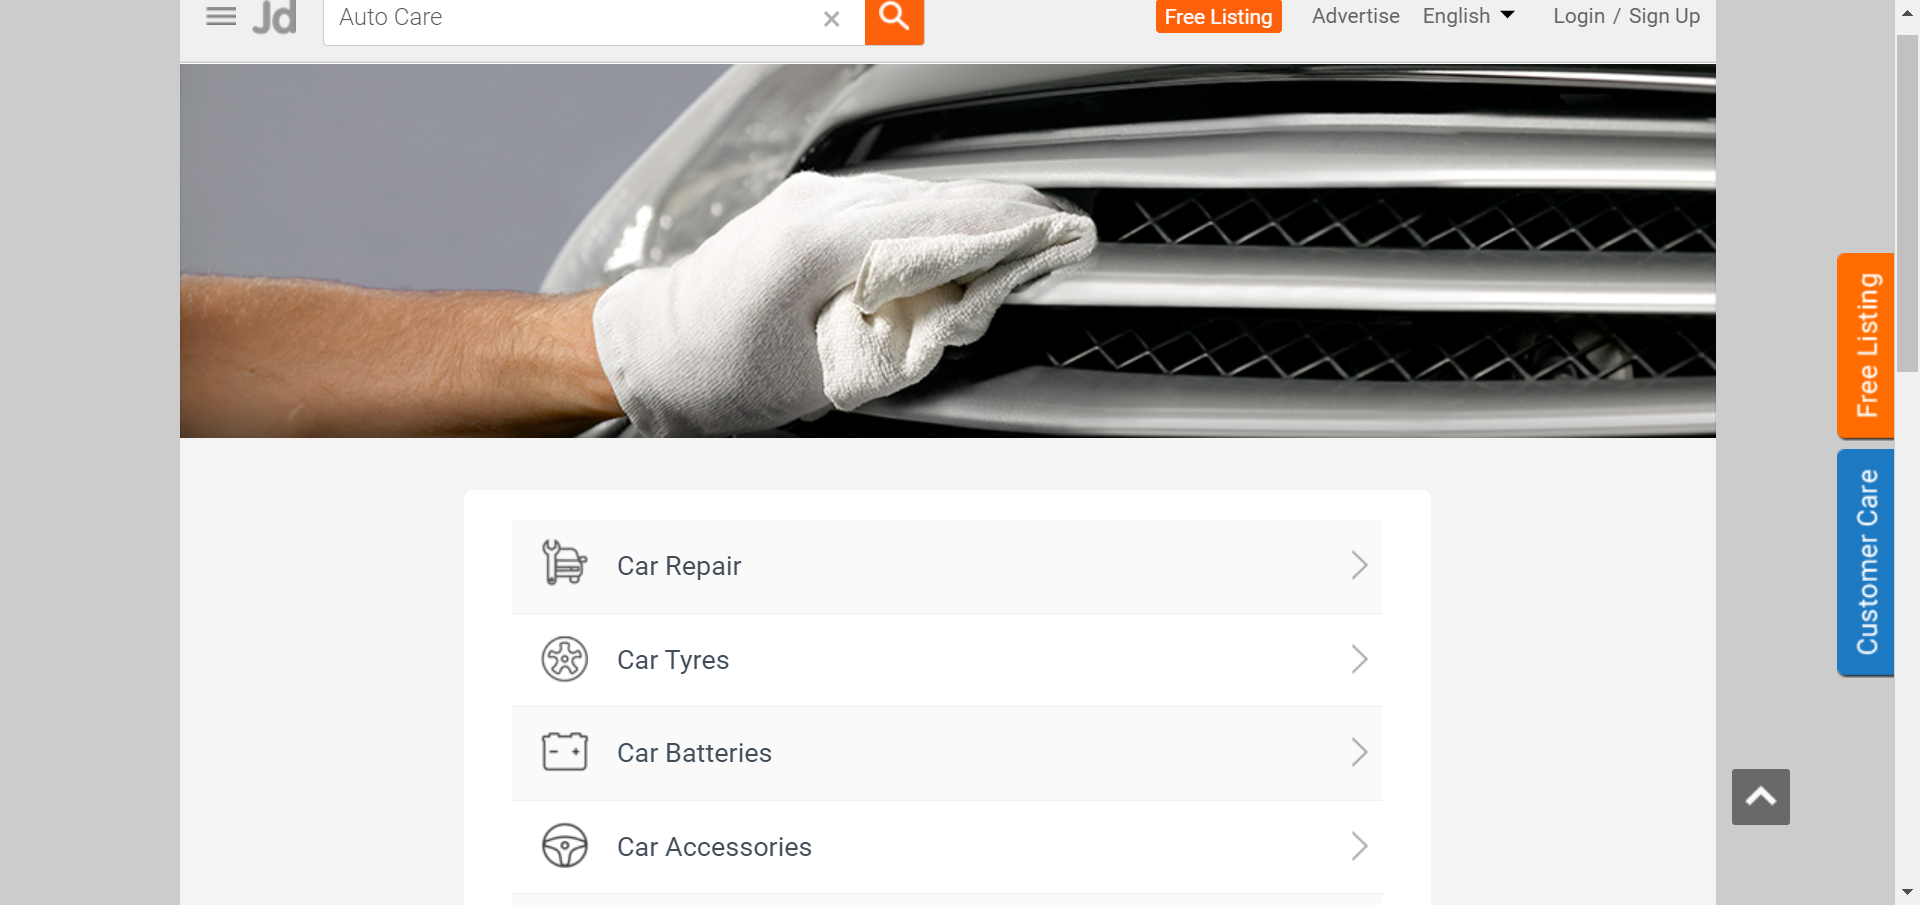 Jd
Auto Care
Free Listing
Advertise
English
Login / Sign Up
Free Listing
Customer Care
Car Repair
Car Tyres
Car Batteries
Car Accessories